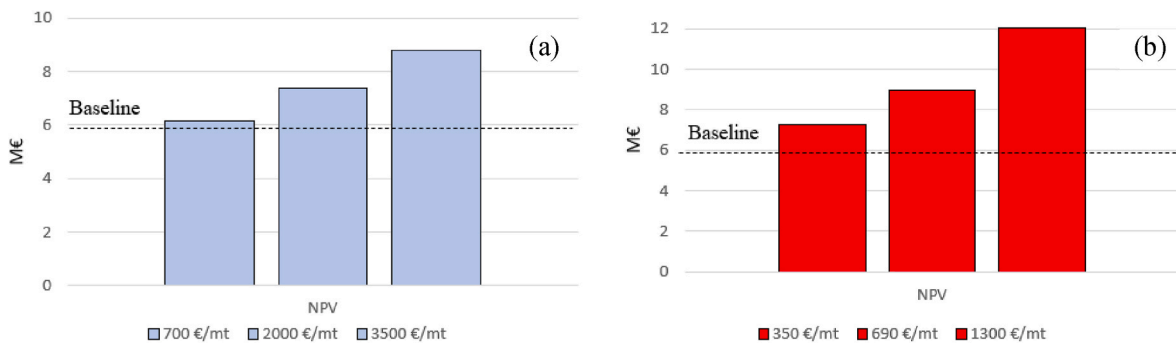 10
8
6
4
2
0
M€
Baseline
(a)
NPV
700 €/mt 2000 €/mt 3500 €/mt
12
10
8
6
4
2
0
M€
Baseline
(b)
NPV
350 €/mt 690 €/mt 1300 €/mt